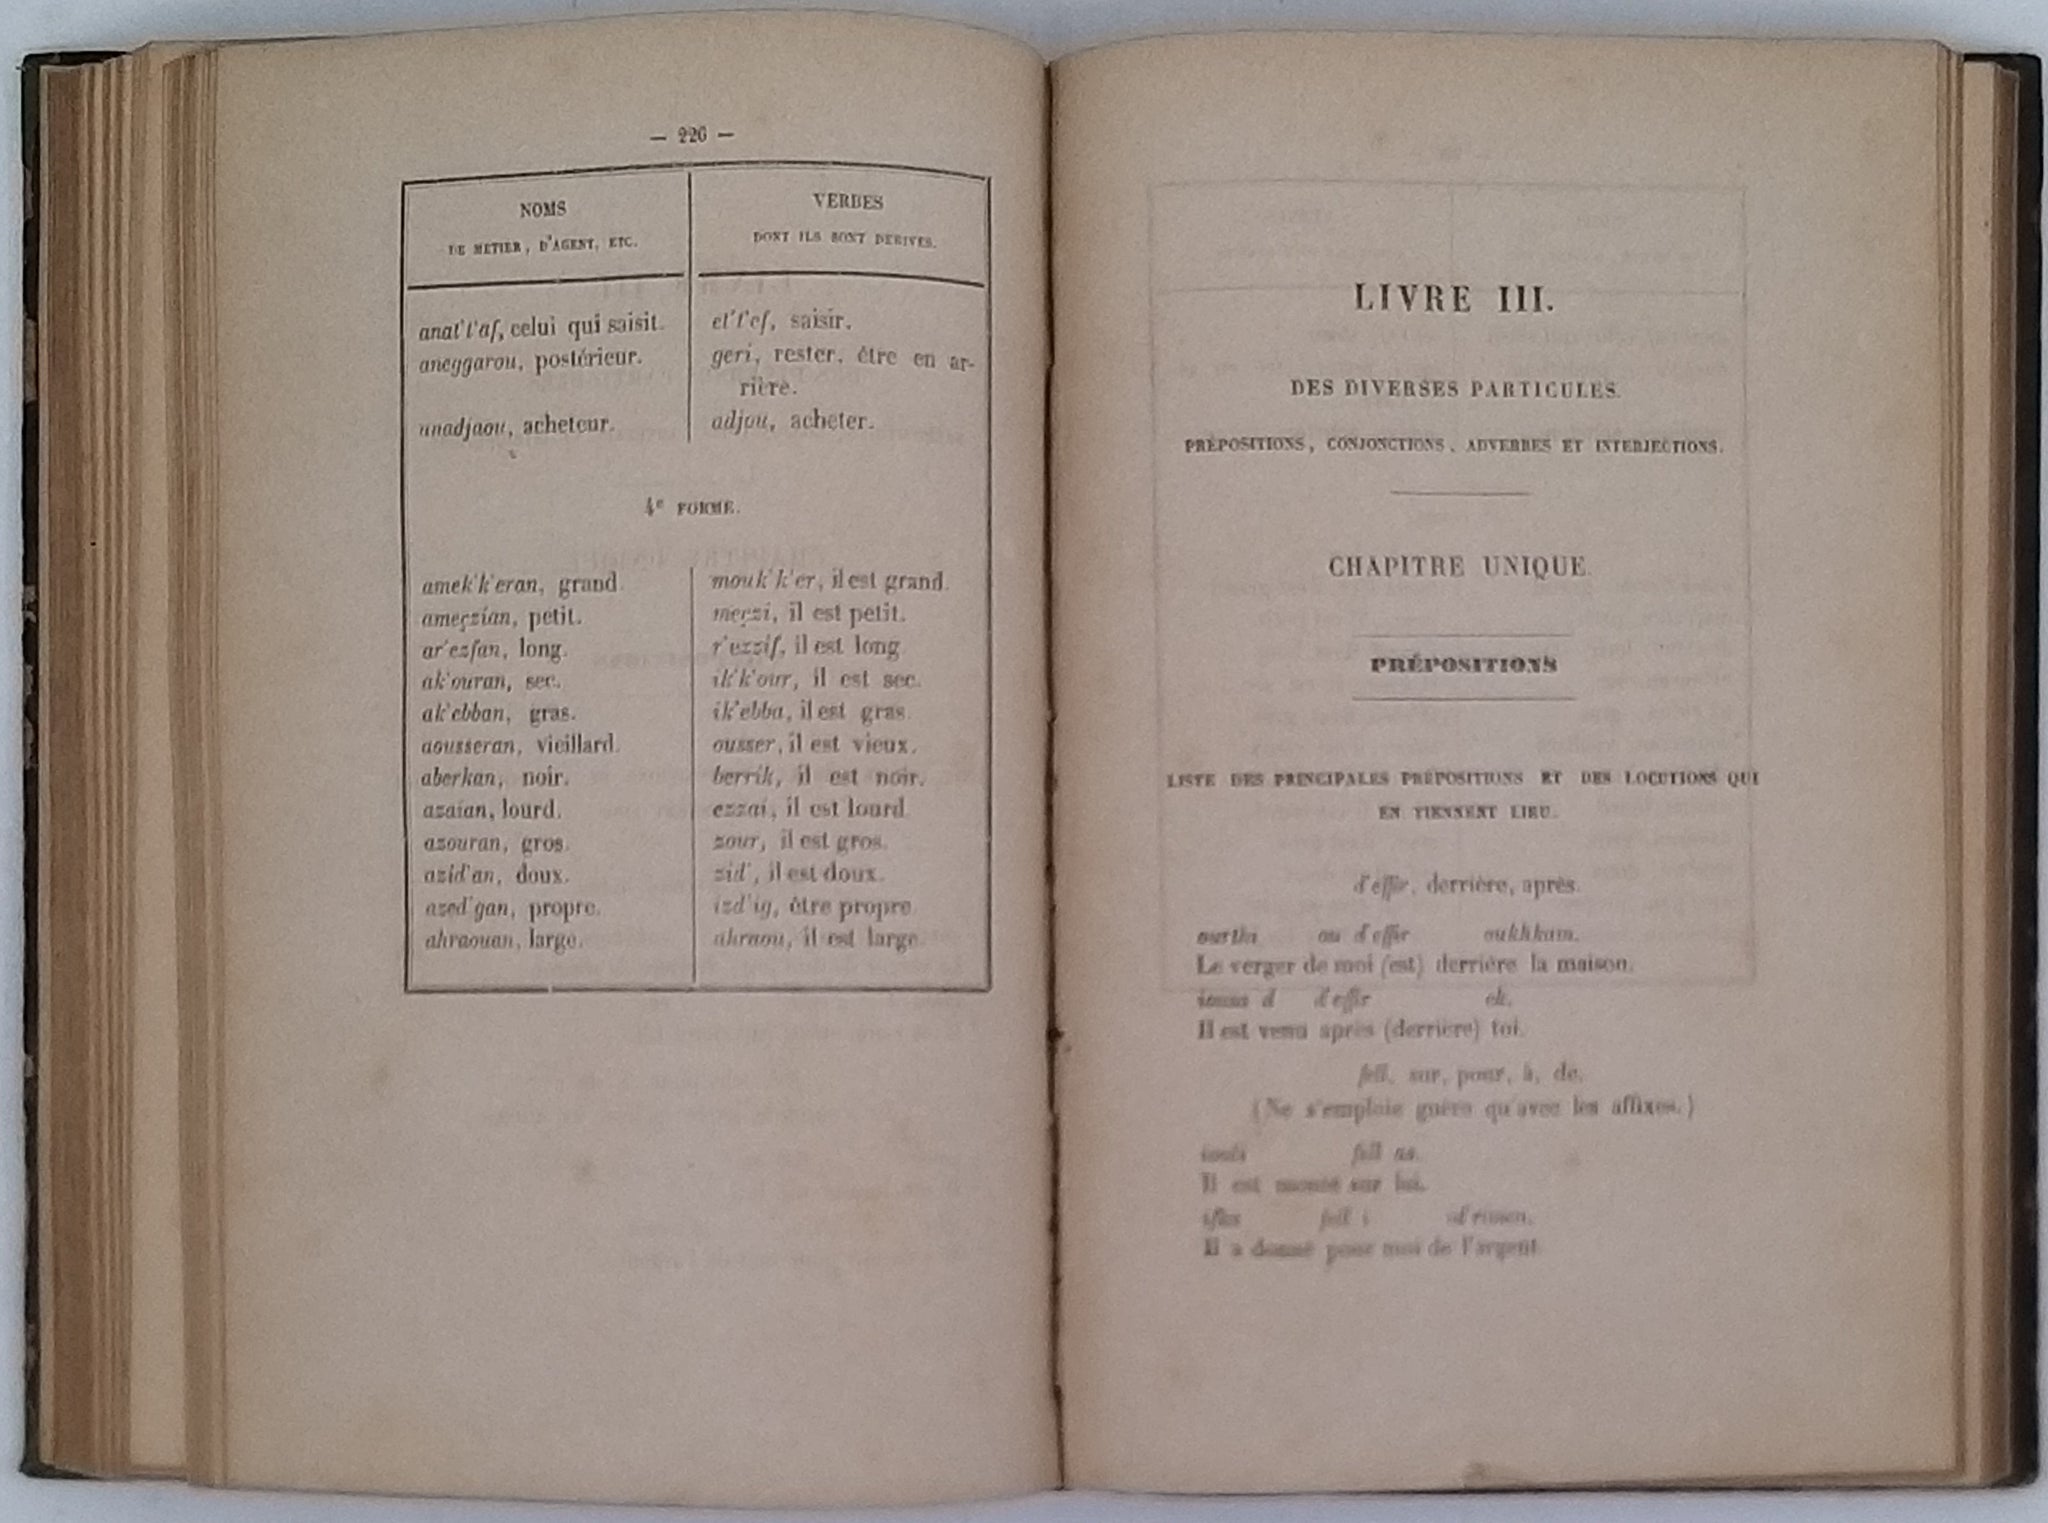 — 226 —
NOMS
DE METIER, D'AGENT, ETC.
VERBES
DONT ILS SONT DERIVES.
anat't'af, celui qui saisit. et't'ef, saisir.
aneggarou, postérieur. geri, rester, être en ar-
rière.
anadjaou, acheteur. adjou, acheter.
4e FORME.
amek'k'eran, grand. mouk'k'er, il est grand.
ameçzian, petit. meçzi, il est petit.
ar'ezfan, long. r'ezzif, il est long.
ak'ouran, sec. ik'k'our, il est sec.
ak'ebban, gras. ik'ebba, il est gras.
aousseran, vieillard. ousser, il est vieux.
aberkan, noir. berrik, il est noir.
azaian, lourd. ezzai, il est lourd.
azouran, gros. zour, il est gros.
azid'an, doux. zid', il est doux.
azed'gan, propre. izd'ig, être propre.
ahraouan, large. ahraou, il est large.
LIVRE III.
DES DIVERSES PARTICULES.
PRÉPOSITIONS, CONJONCTIONS, ADVERBES ET INTERJECTIONS.
CHAPITRE UNIQUE.
PRÉPOSITIONS
LISTE DES PRINCIPALES PRÉPOSITIONS ET DES LOCUTIONS QUI
EN TIENNENT LIEU.
d'effir, derrière, après.
ourthi ou d'effir oukhkham.
Le verger de moi (est) derrière la maison.
d d'effir ek.
Il est venu après (derrière) toi.
fell, sur, pour, à, de.
(Ne s'emploie guère qu'avec les affixes.)
fell as.
Il est monté sur lui.
fell i
Il a donné pour moi de l'argent.